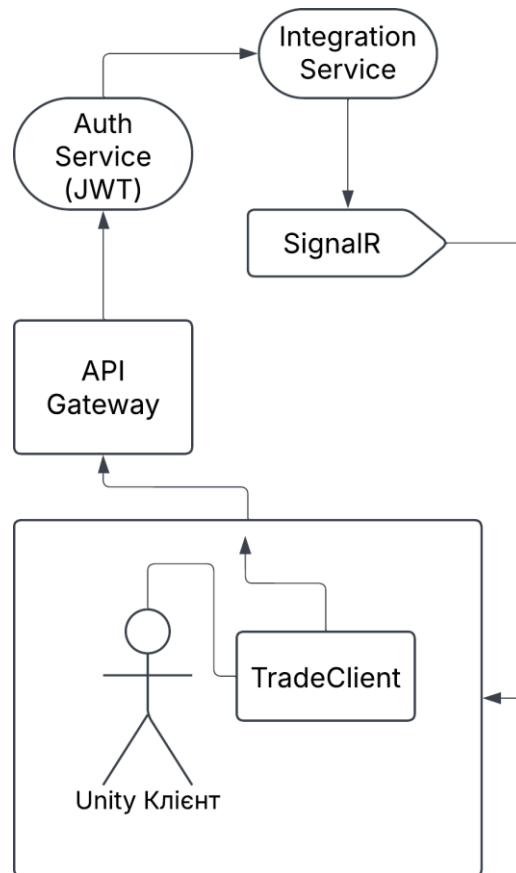 Integration
Service
Auth
Service
(JWT)
SignalR
API
Gateway
TradeClient
Unity Клієнт